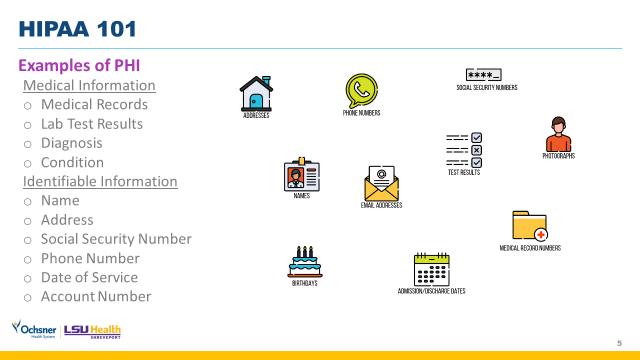 HIPAA 101
Examples of PHI
Medical Information
o Medical Records
o Lab Test Results
o Diagnosis
o Condition
Identifiable Information
o Name
o Address
o Social Security Number
o Phone Number
o Date of Service
o Account Number
****_
SOCIAL SECURITY NUMBERS
ADDRESSES
PHONE NUMBERS
PHOTOGRAPHS
TEST RESULTS
NAMES
@
EMAIL ADDRESSES
MEDICAL RECORD NUMBERS
BIRTHDAYS
ADMISSION/DISCHARGE DATES
Ochsner
Health System
LSU Health
SHREVEPORT
5